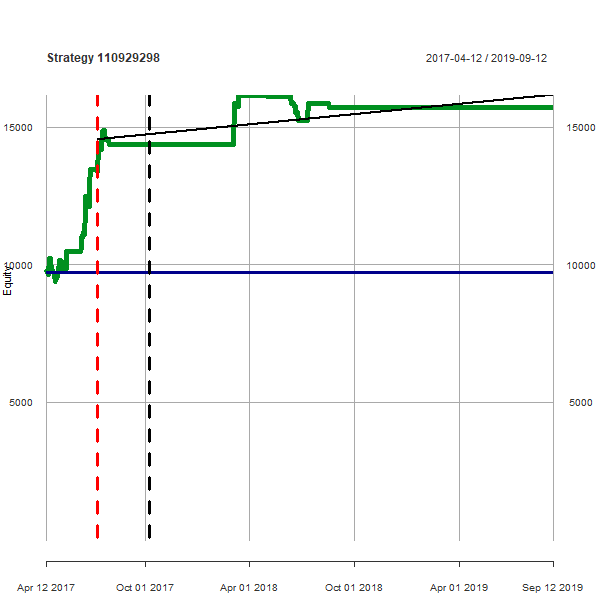 Strategy 110929298
2017-04-12 / 2019-09-12
15000
15000
10000
10000
Equity
5000
5000
Apr 12 2017
Oct 01 2017
Apr 01 2018
Oct 01 2018
Apr 01 2019
Sep 12 2019